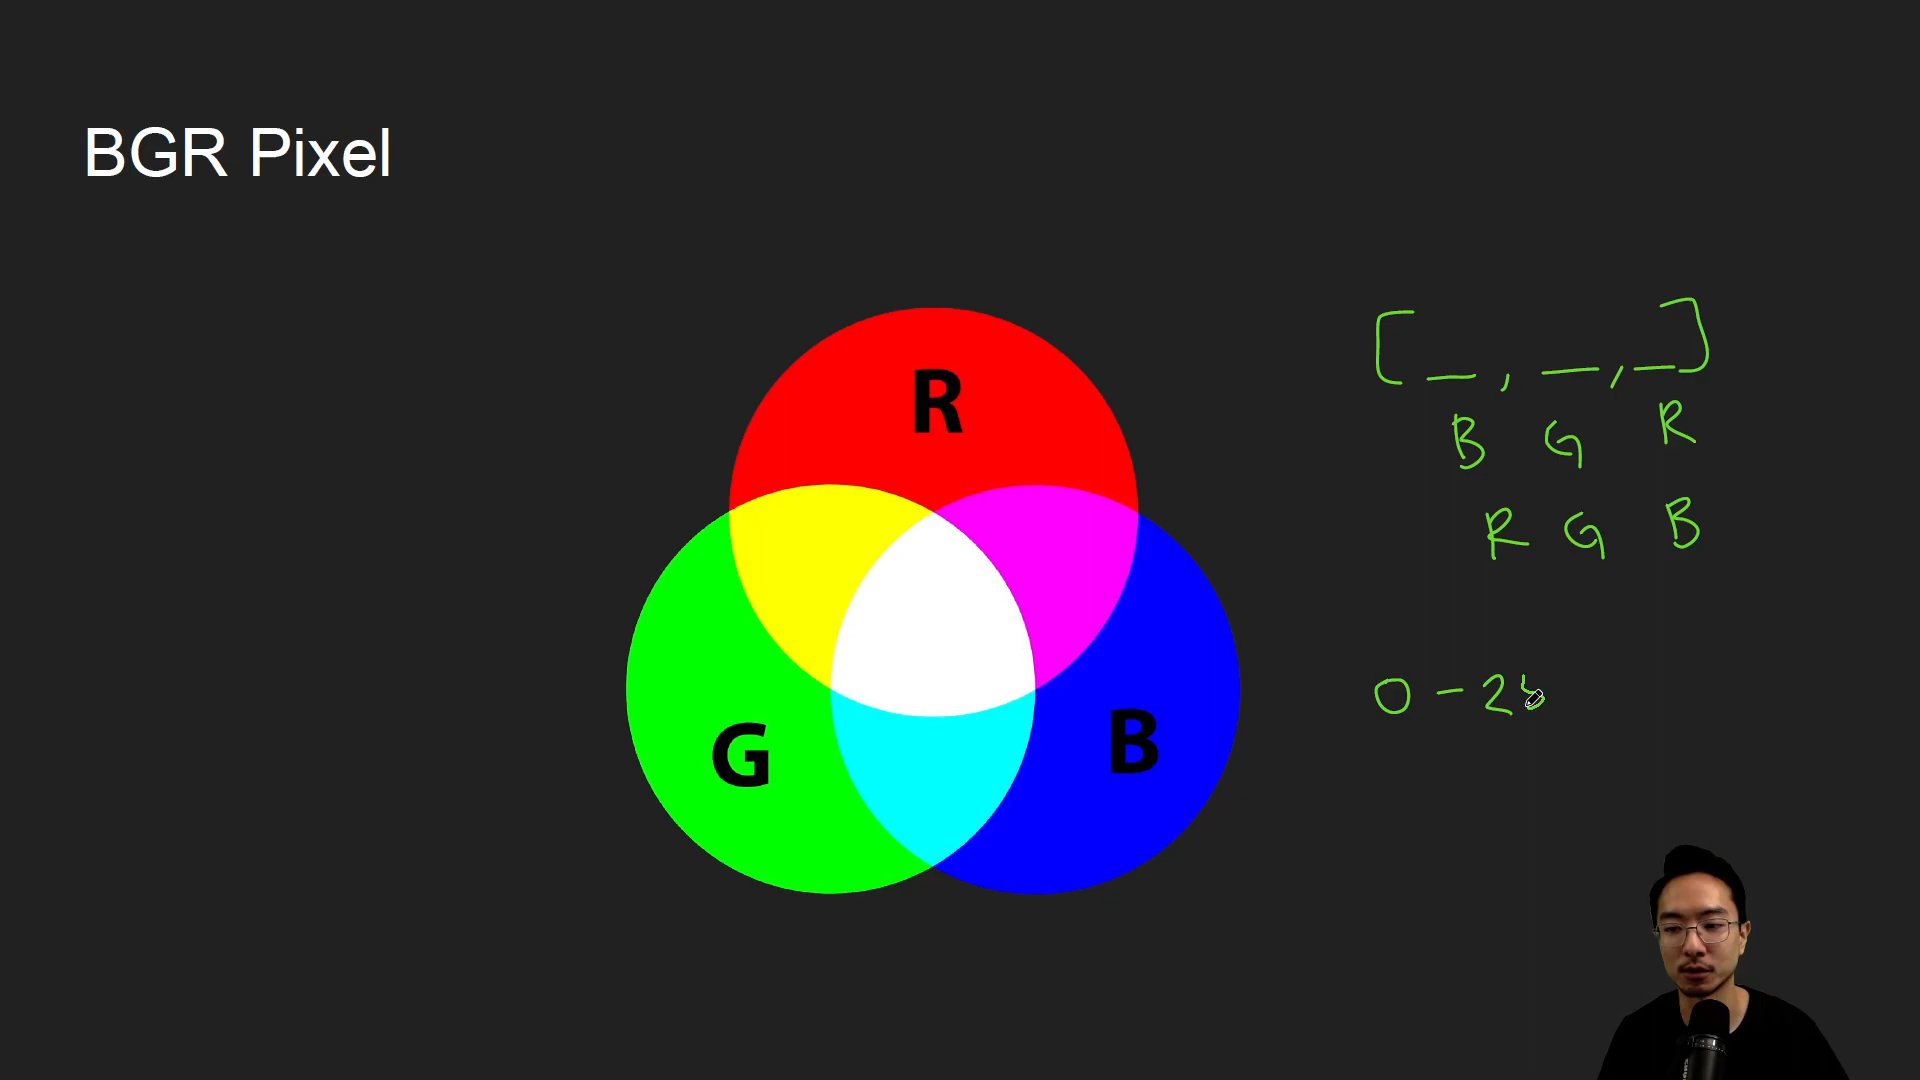 BGR Pixel
R
G
B
[ _ , _ , _ ]
B G R
R G B
0 - 25